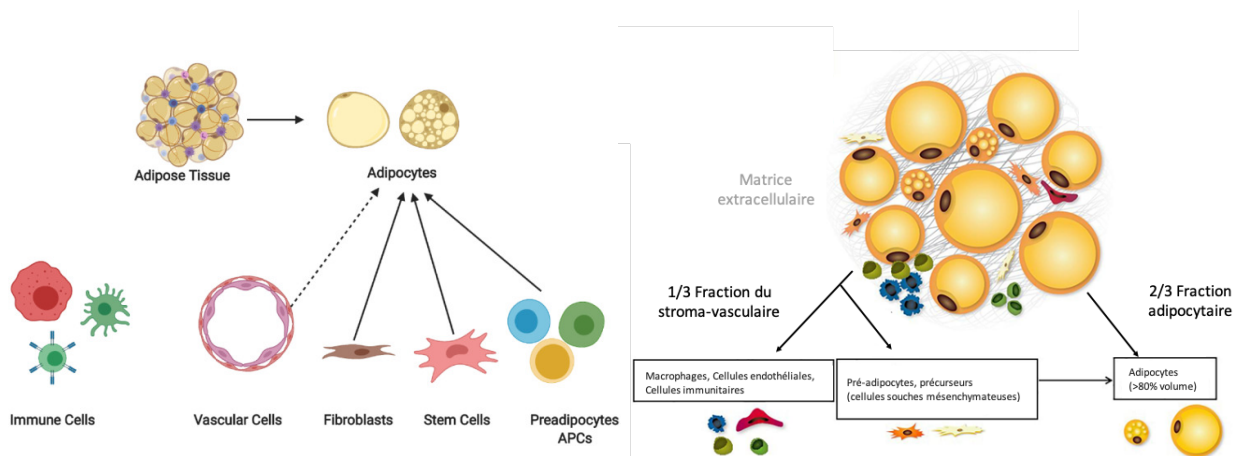 Adipose Tissue
Adipocytes
Immune Cells
Vascular Cells
Fibroblasts
Stem Cells
Preadipocytes
APCs
Matrice
extracellulaire
1/3 Fraction du
stroma-vasculaire
2/3 Fraction
adipocytaire
Macrophages, Cellules endothéliales,
Cellules immunitaires
Pré-adipocytes, précurseurs
(cellules souches mésenchymateuses)
Adipocytes
(>80% volume)